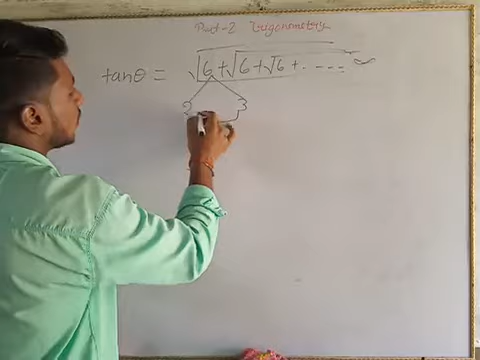 Part-2 Trigonometry
tanθ = √6+√6+√6+.....∞
2 3